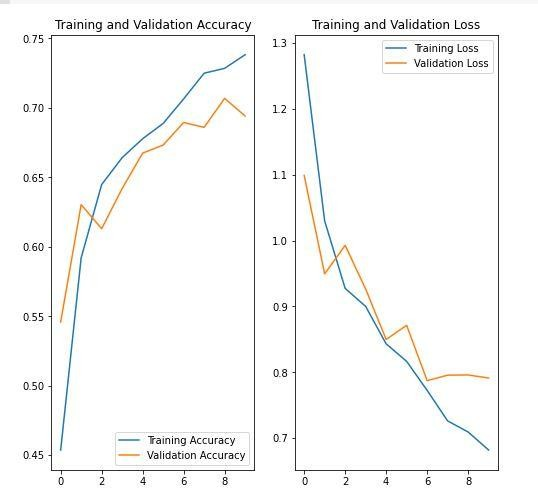 Training and Validation Accuracy
0.75
0.70
0.65
0.60
0.55
0.50
0.45
0 2 4 6 8
Training Accuracy
Validation Accuracy
Training and Validation Loss
1.3
1.2
1.1
1.0
0.9
0.8
0.7
0 2 4 6 8
Training Loss
Validation Loss